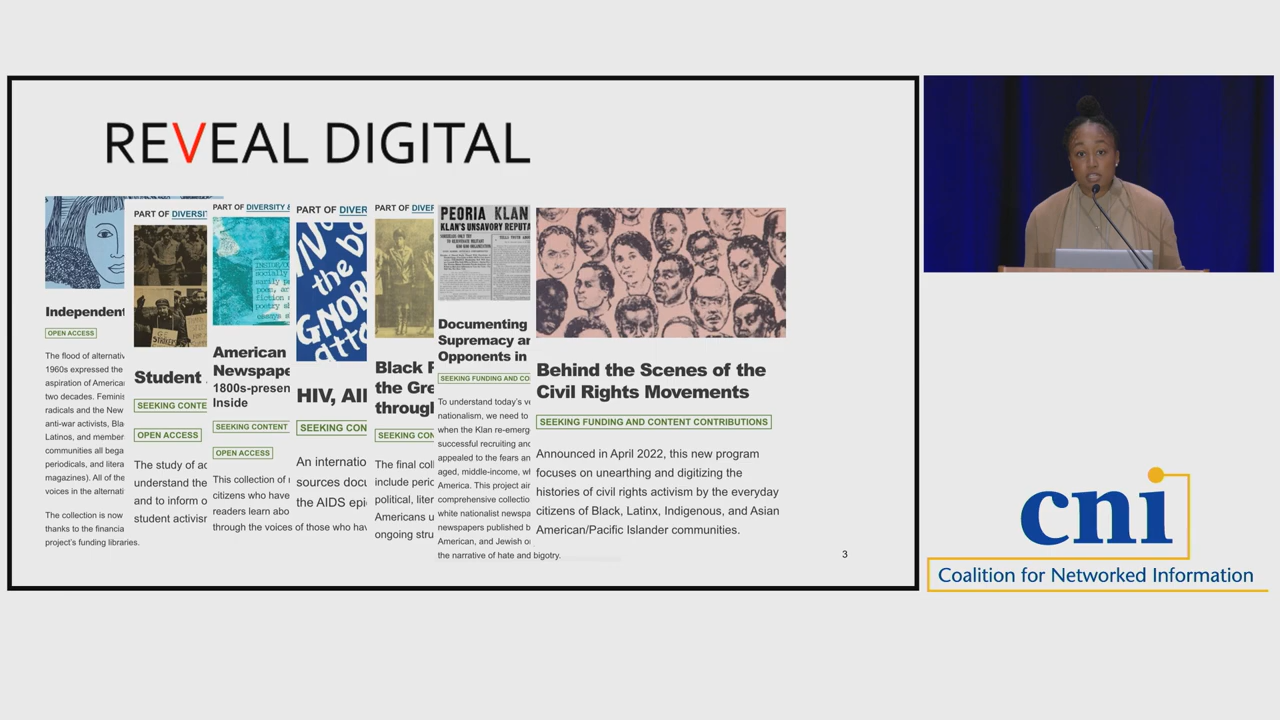 REVEAL DIGITAL
Independent
OPEN ACCESS
The flood of alternativ
1960s expressed the
aspiration of America
two decades. Feminis
radicals and the New
anti-war activists, Bla
Latinos, and member
communities all bega
periodicals, and litera
magazines). All of the
voices in the alternati
The collection is now
thanks to the financia
project's funding libraries.
PART OF DIVERSI
Student
SEEKING CONTE
OPEN ACCESS
The study of ac
understand the
and to inform o
student activisr
PART OF DIVERSITY &
American
Newspape
1800s-presen
Inside
SEEKING CONTENT
OPEN ACCESS
This collection of
citizens who have
readers learn abo
through the voices of those who hav
PART OF DIVER
the bo
GNOR
atto
HIV, AI
SEEKING CON
An internatio
sources docu
the AIDS epi
PART OF DIVE
Black
the Gre
throug
SEEKING CON
The final coll
include peric
political, liter
Americans u
ongoing stru
PEORIA KLAN
KLAN'S UNSAVORY REPUTA
Documenting
Supremacy ar
Opponents in
SEEKING FUNDING AND CO
To understand today's v
nationalism, we need to
when the Klan re-emerg
successful recruiting and
appealed to the fears an
aged, middle-income, wh
America. This project air
comprehensive collectio
white nationalist newspa
newspapers published b
American, and Jewish o
the narrative of hate and bigotry.
Behind the Scenes of the
Civil Rights Movements
SEEKING FUNDING AND CONTENT CONTRIBUTIONS
Announced in April 2022, this new program
focuses on unearthing and digitizing the
histories of civil rights activism by the everyday
citizens of Black, Latinx, Indigenous, and Asian
American/Pacific Islander communities.
3
cni
Coalition for Networked Information